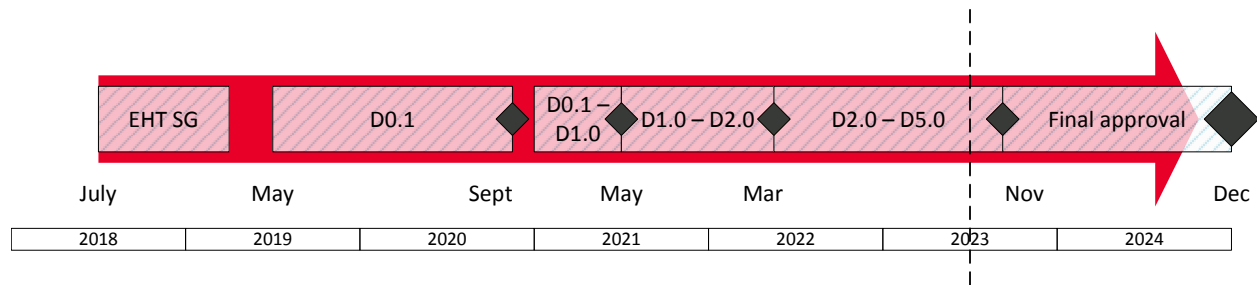 EHT SG
D0.1
D0.1 –
D1.0
D1.0 – D2.0
D2.0 – D5.0
Final approval
July
May
Sept
May
Mar
Nov
Dec
2018
2019
2020
2021
2022
2023
2024